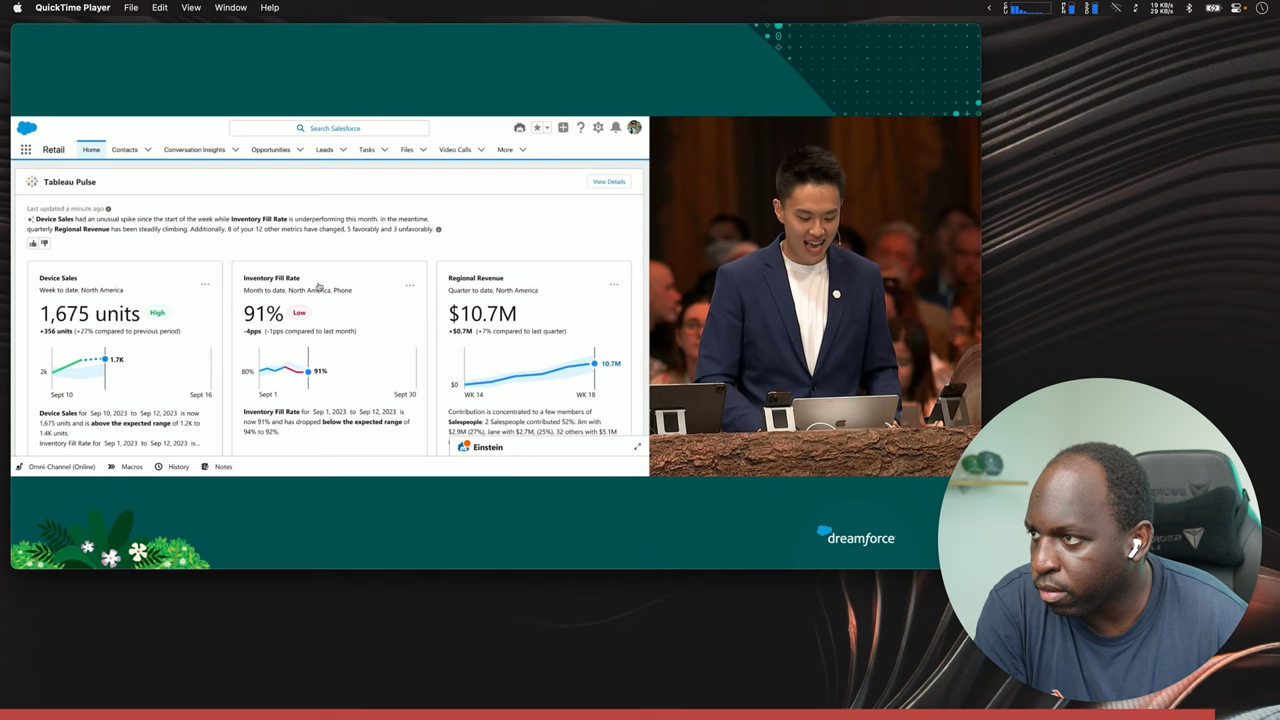 QuickTime Player File Edit View Window Help
19 KB/s
Search Salesforce
Retail Home Contacts Conversation Insights Opportunities Leads Tasks Files Video Calls More
Tableau Pulse
View Details
Last updated a minute ago
Device Sales had an unusual spike since the start of the week while Inventory Fill Rate is underperforming this month. In the meantime,
quarterly Regional Revenue has been steadily climbing. Additionally, 8 of your 12 other metrics have changed, 5 favorably and 3 unfavorably.
Device Sales
Week to date, North America
1,675 units High
+356 units (+27% compared to previous period)
2k
1.7K
Sept 10 Sept 16
Device Sales for Sep 10, 2023 to Sep 12, 2023 is now
1,675 units and is above the expected range of 1.2K to
1.4K units.
Inventory Fill Rate for Sep 1, 2023 to Sep 12, 2023 is...
Inventory Fill Rate
Month to date, North America, Phone
91% Low
-4pps (-1pps compared to last month)
80%
91%
Sept 1 Sept 30
Inventory Fill Rate for Sep 1, 2023 to Sep 12, 2023 is
now 91% and has dropped below the expected range of
94% to 92%.
Regional Revenue
Quarter to date, North America
$10.7M
+$0.7M (+7% compared to last quarter)
10.7M
$0
WK 14 WK 18
Contribution is concentrated to a few members of
Salespeople: 2 Salespeople contributed 52%: Jim with
$2.9M (27%), Jane with $2.7M, (25%). 32 others with $5.1M
Einstein
Omni-Channel (Online) Macros History Notes
dreamforce